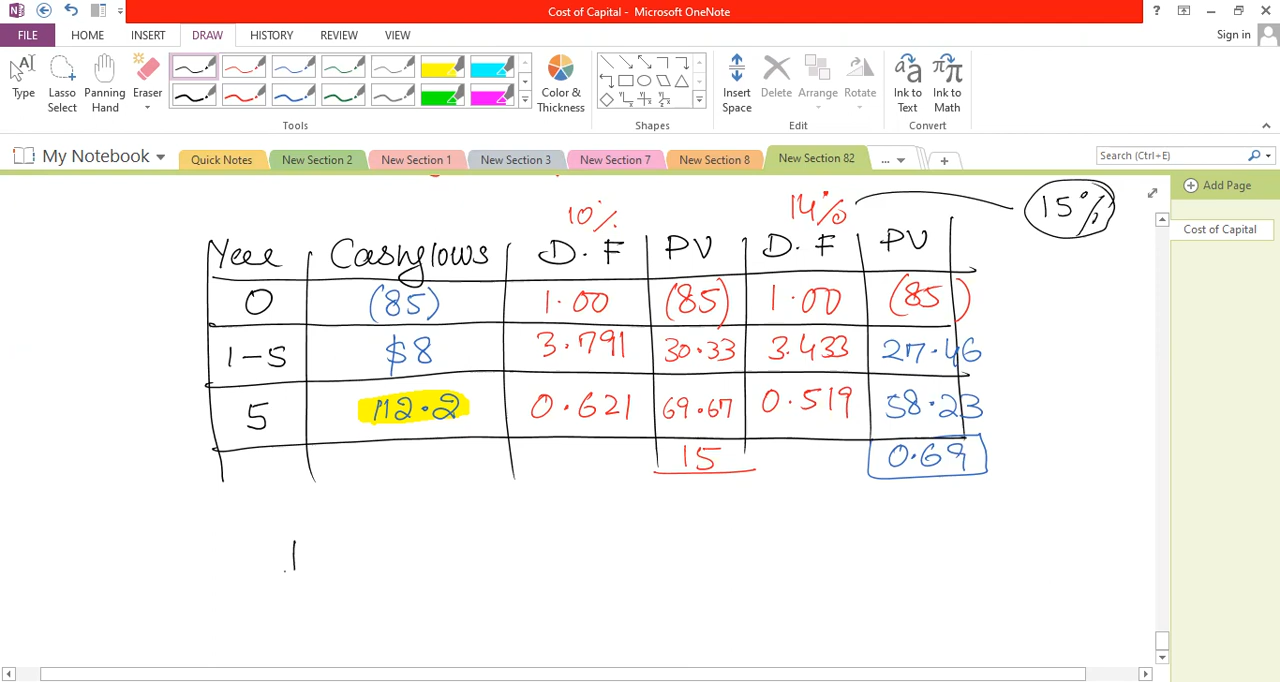 Cost of Capital - Microsoft OneNote
?
FILE HOME INSERT DRAW HISTORY REVIEW VIEW
Sign in
Type
Lasso Select
Panning Hand
Eraser
Color & Thickness
Insert Space
Delete
Arrange
Rotate
Ink to Text
Ink to Math
Tools Shapes Edit Convert
My Notebook Quick Notes New Section 2 New Section 1 New Section 3 New Section 7 New Section 8 New Section 82 ... +
Search (Ctrl+E)
Add Page
Cost of Capital
10% 14% 15%
Year Cashflows D.F PV D.F PV
0 (85) 1.00 (85) 1.00 (85)
1-5 $8 3.791 30.33 3.433 27.46
5 112.2 0.621 69.67 0.519 58.23
15 0.69